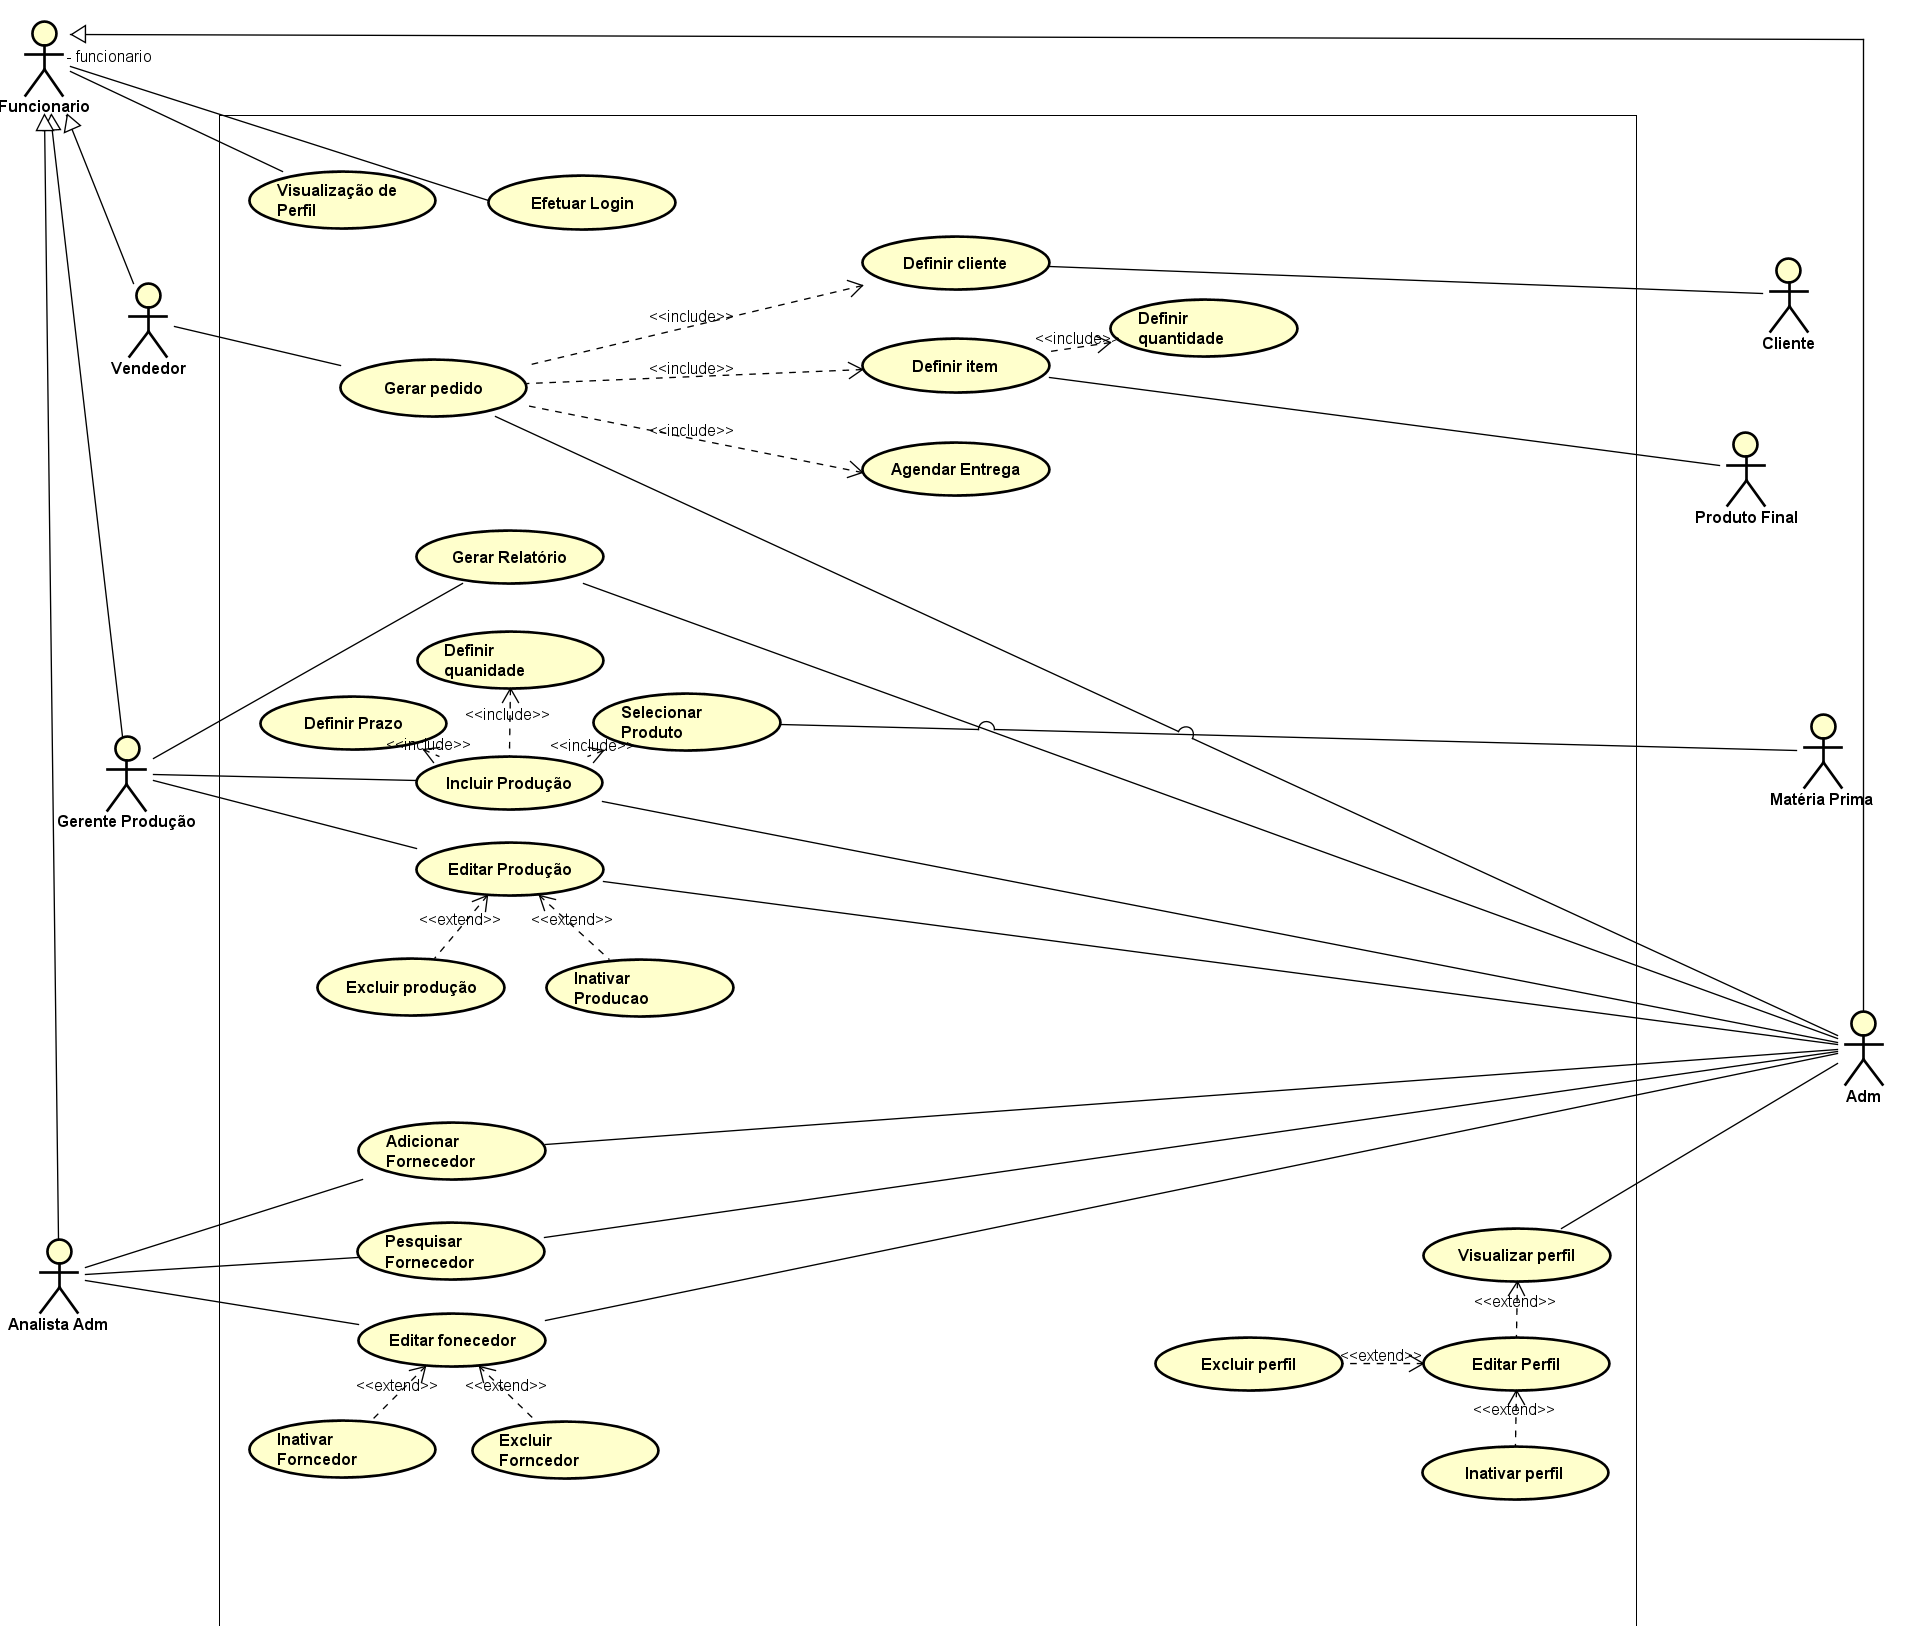 - funcionario
Funcionario
Visualização de
Perfil
Efetuar Login
Definir cliente
Cliente
<<include>>
Definir
quantidade
<<include>>
Vendedor
<<include>>
Definir item
Gerar pedido
<<include>>
Agendar Entrega
Produto Final
Gerar Relatório
Definir
quanidade
<<include>>
Definir Prazo
Selecionar
Produto
<<include>>
<<include>>
Incluir Produção
Matéria Prima
Gerente Produção
Editar Produção
<<extend>>
<<extend>>
Excluir produção
Inativar
Producao
Adm
Adicionar
Fornecedor
Pesquisar
Fornecedor
Visualizar perfil
<<extend>>
Analista Adm
Editar fonecedor
Excluir perfil
<<extend>>
Editar Perfil
<<extend>>
<<extend>>
<<extend>>
Inativar
Forncedor
Excluir
Forncedor
Inativar perfil